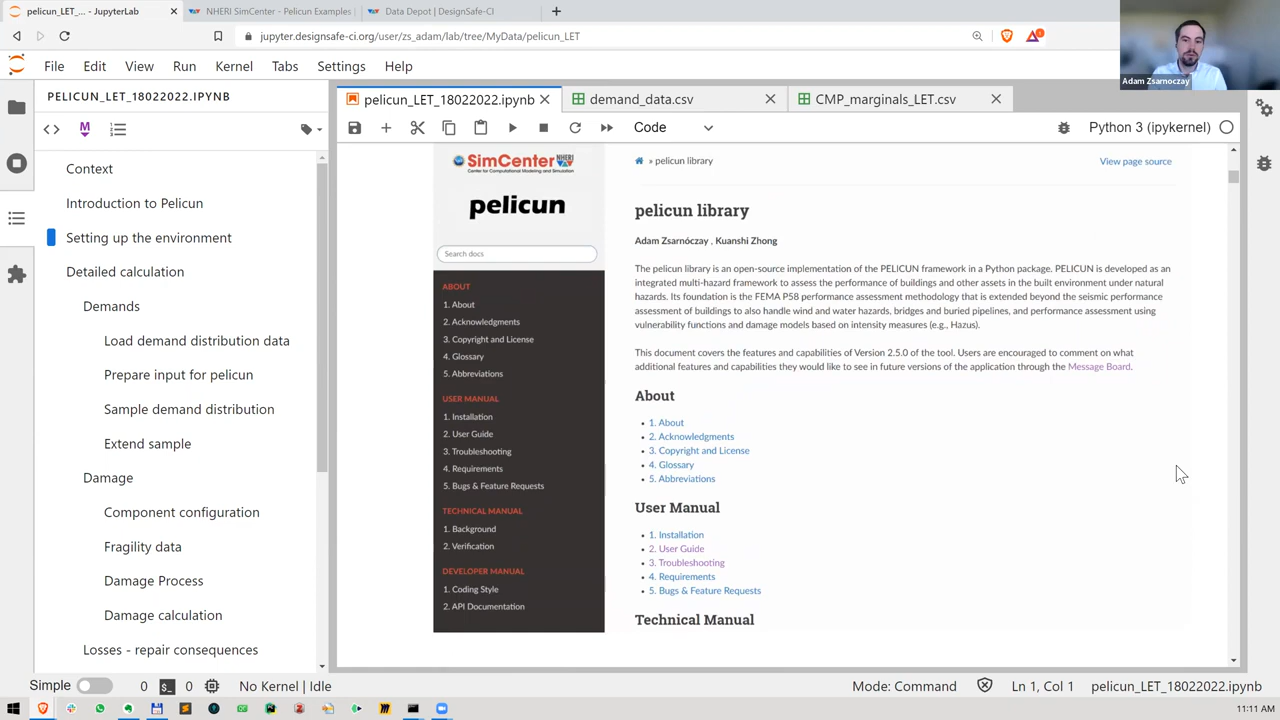 pelicun_LET_... - JupyterLab
NHERI SimCenter - Pelicun Examples
Data Depot | DesignSafe-CI
jupyter.designsafe-ci.org/user/zs_adam/lab/tree/MyData/pelicun_LET
Adam Zsarnoczay
File Edit View Run Kernel Tabs Settings Help
PELICUN_LET_18022022.IPYNB
Context
Introduction to Pelicun
Setting up the environment
Detailed calculation
Demands
Load demand distribution data
Prepare input for pelicun
Sample demand distribution
Extend sample
Damage
Component configuration
Fragility data
Damage Process
Damage calculation
Losses - repair consequences
pelicun_LET_18022022.ipynb
demand_data.csv
CMP_marginals_LET.csv
Code
Python 3 (ipykernel)
SimCenter NHERI
Center for Computational Modeling and Simulation
pelicun
Search docs
ABOUT
1. About
2. Acknowledgments
3. Copyright and License
4. Glossary
5. Abbreviations
USER MANUAL
1. Installation
2. User Guide
3. Troubleshooting
4. Requirements
5. Bugs & Feature Requests
TECHNICAL MANUAL
1. Background
2. Verification
DEVELOPER MANUAL
1. Coding Style
2. API Documentation
» pelicun library
View page source
pelicun library
Adam Zsarnóczay , Kuanshi Zhong
The pelicun library is an open-source implementation of the PELICUN framework in a Python package. PELICUN is developed as an
integrated multi-hazard framework to assess the performance of buildings and other assets in the built environment under natural
hazards. Its foundation is the FEMA P58 performance assessment methodology that is extended beyond the seismic performance
assessment of buildings to also handle wind and water hazards, bridges and buried pipelines, and performance assessment using
vulnerability functions and damage models based on intensity measures (e.g., Hazus).
This document covers the features and capabilities of Version 2.5.0 of the tool. Users are encouraged to comment on what
additional features and capabilities they would like to see in future versions of the application through the Message Board.
About
1. About
2. Acknowledgments
3. Copyright and License
4. Glossary
5. Abbreviations
User Manual
1. Installation
2. User Guide
3. Troubleshooting
4. Requirements
5. Bugs & Feature Requests
Technical Manual
Simple 0 0 No Kernel | Idle
Mode: Command Ln 1, Col 1 pelicun_LET_18022022.ipynb
11:11 AM